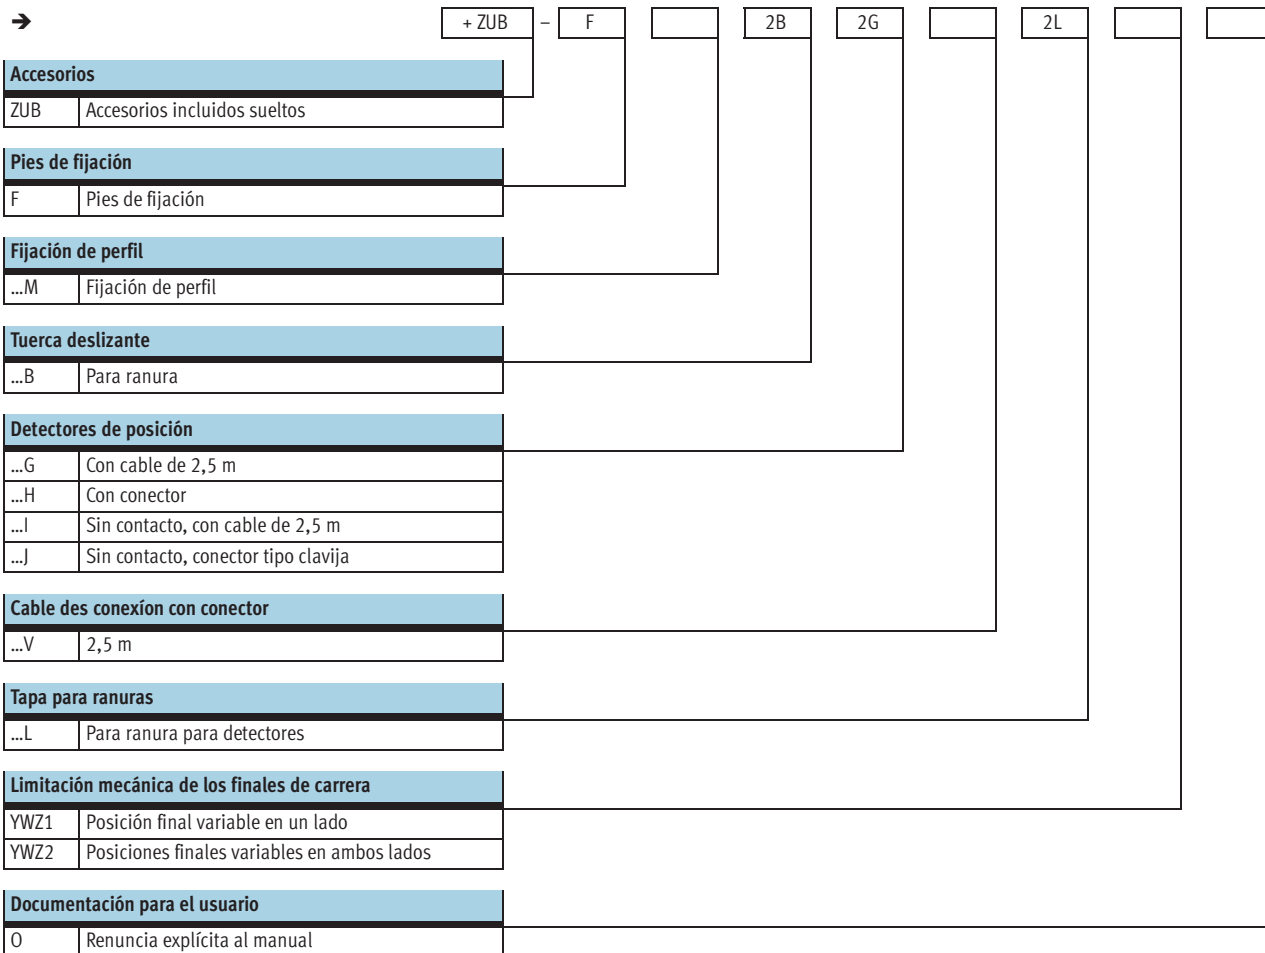 ➔ + ZUB – F 2B 2G 2L
Accesorios
ZUB Accesorios incluidos sueltos
Pies de fijación
F Pies de fijación
Fijación de perfil
...M Fijación de perfil
Tuerca deslizante
...B Para ranura
Detectores de posición
...G Con cable de 2,5 m
...H Con conector
...I Sin contacto, con cable de 2,5 m
...J Sin contacto, conector tipo clavija
Cable des conexíon con conector
...V 2,5 m
Tapa para ranuras
...L Para ranura para detectores
Limitación mecánica de los finales de carrera
YWZ1 Posición final variable en un lado
YWZ2 Posiciones finales variables en ambos lados
Documentación para el usuario
O Renuncia explícita al manual